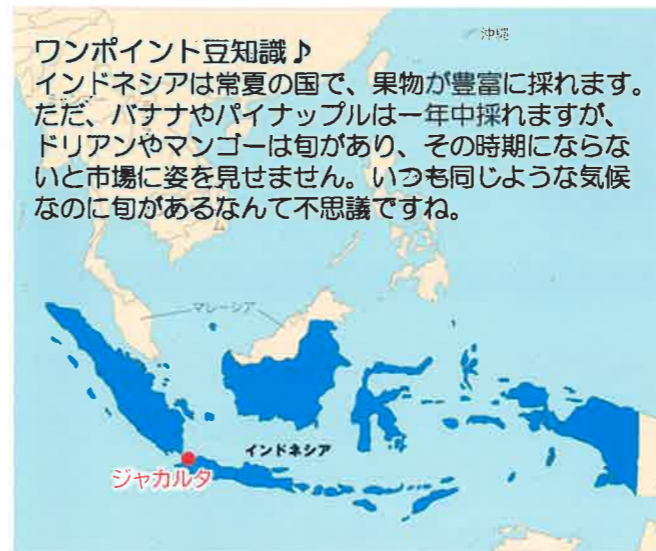 沖縄
ワンポイント豆知識♪
インドネシアは常夏の国で、果物が豊富に採れます。
ただ、バナナやパイナップルは一年中採れますが、
ドリアンやマンゴーは旬があり、その時期にならな
いと市場に姿を見せません。いつも同じような気候
なのに旬があるなんて不思議ですね。
マレーシア
インドネシア
ジャカルタ